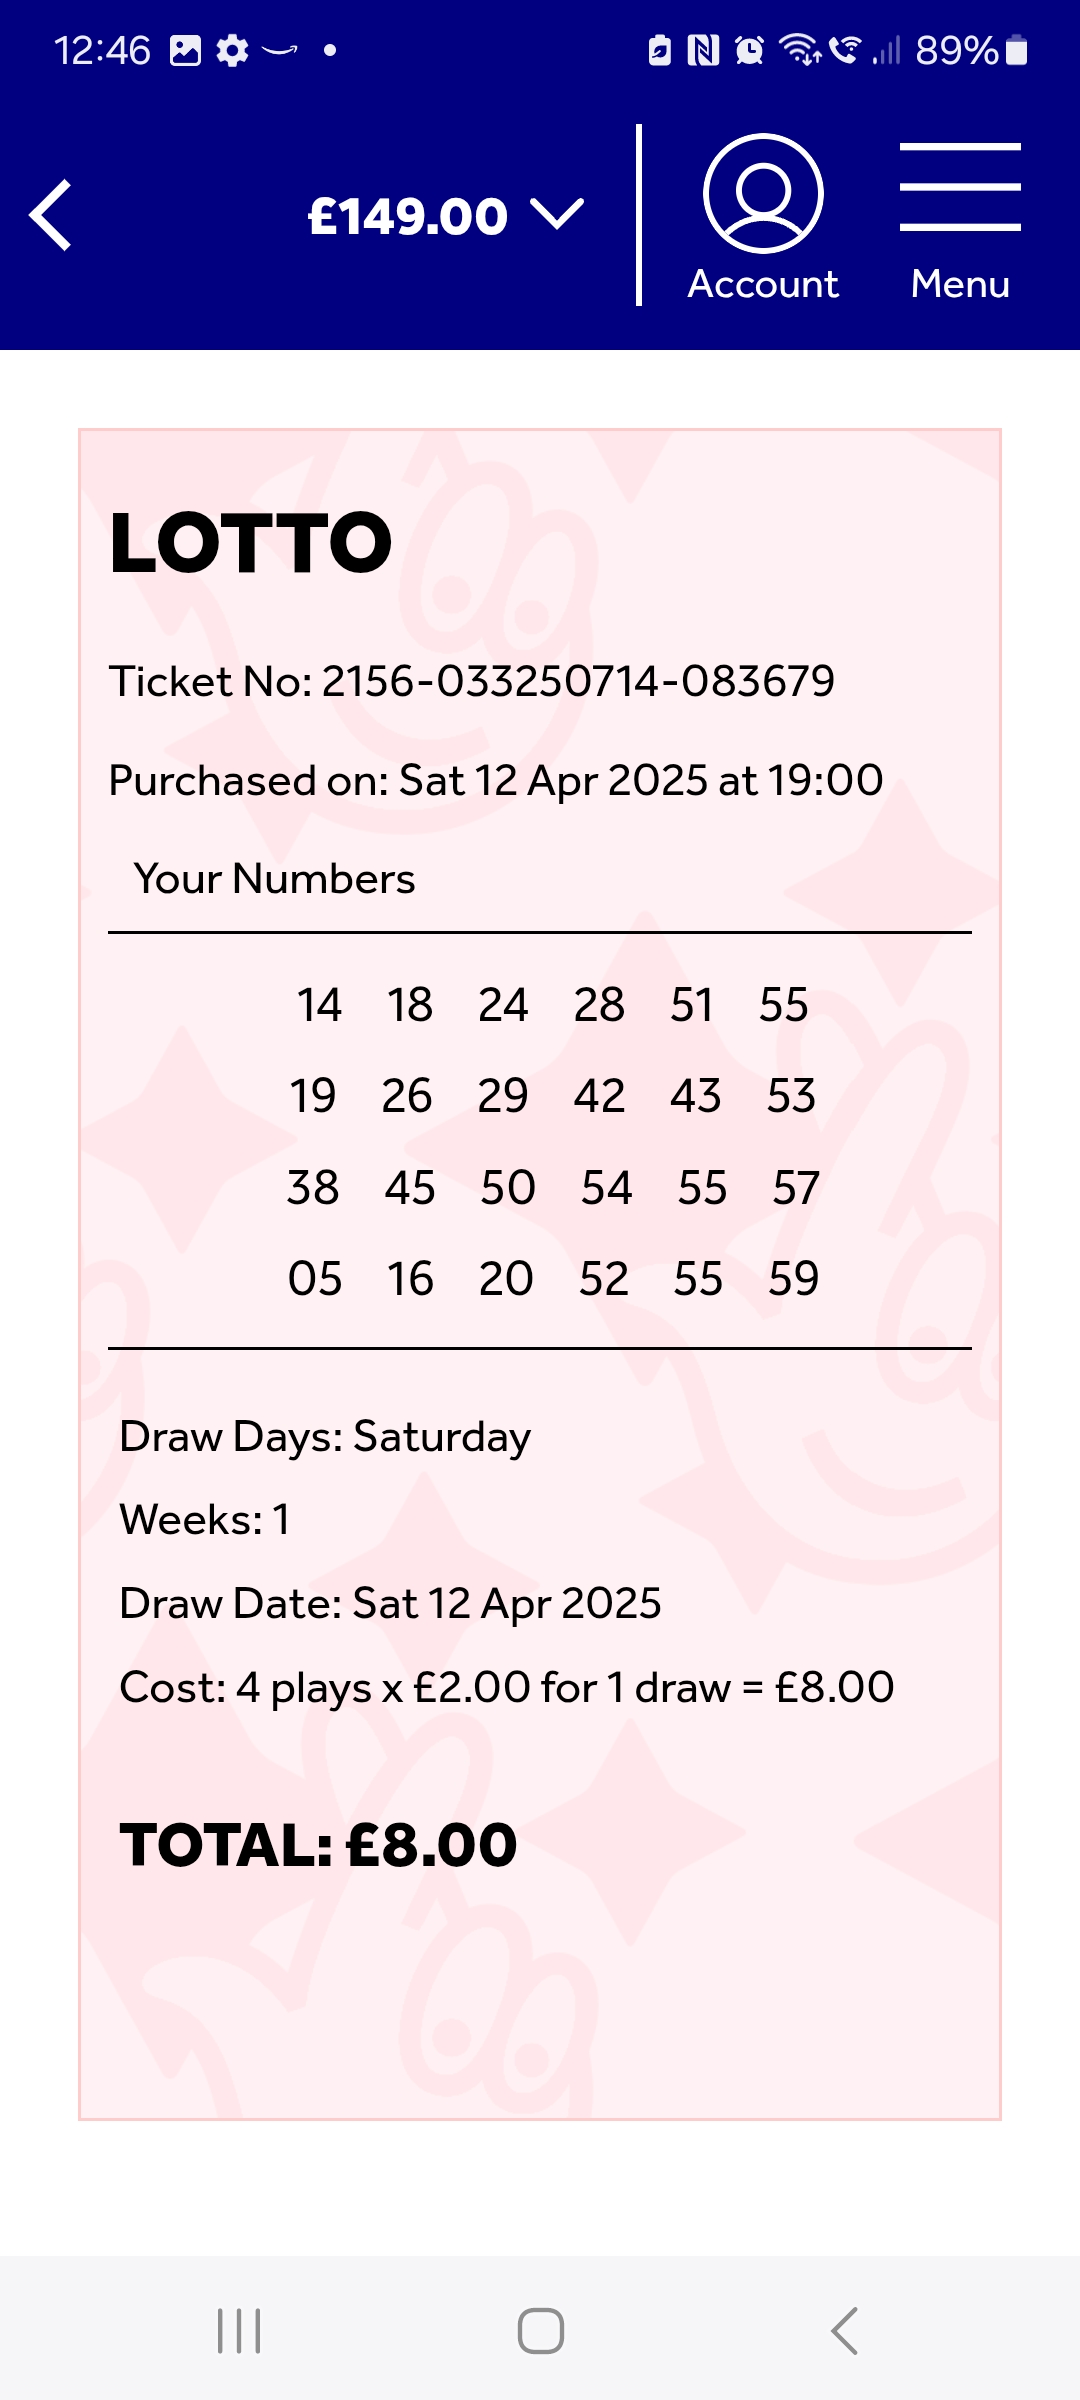 12:46 89%
£149.00
Account Menu
LOTTO
Ticket No: 2156-033250714-083679
Purchased on: Sat 12 Apr 2025 at 19:00
Your Numbers
14 18 24 28 51 55
19 26 29 42 43 53
38 45 50 54 55 57
05 16 20 52 55 59
Draw Days: Saturday
Weeks: 1
Draw Date: Sat 12 Apr 2025
Cost: 4 plays x £2.00 for 1 draw = £8.00
TOTAL: £8.00